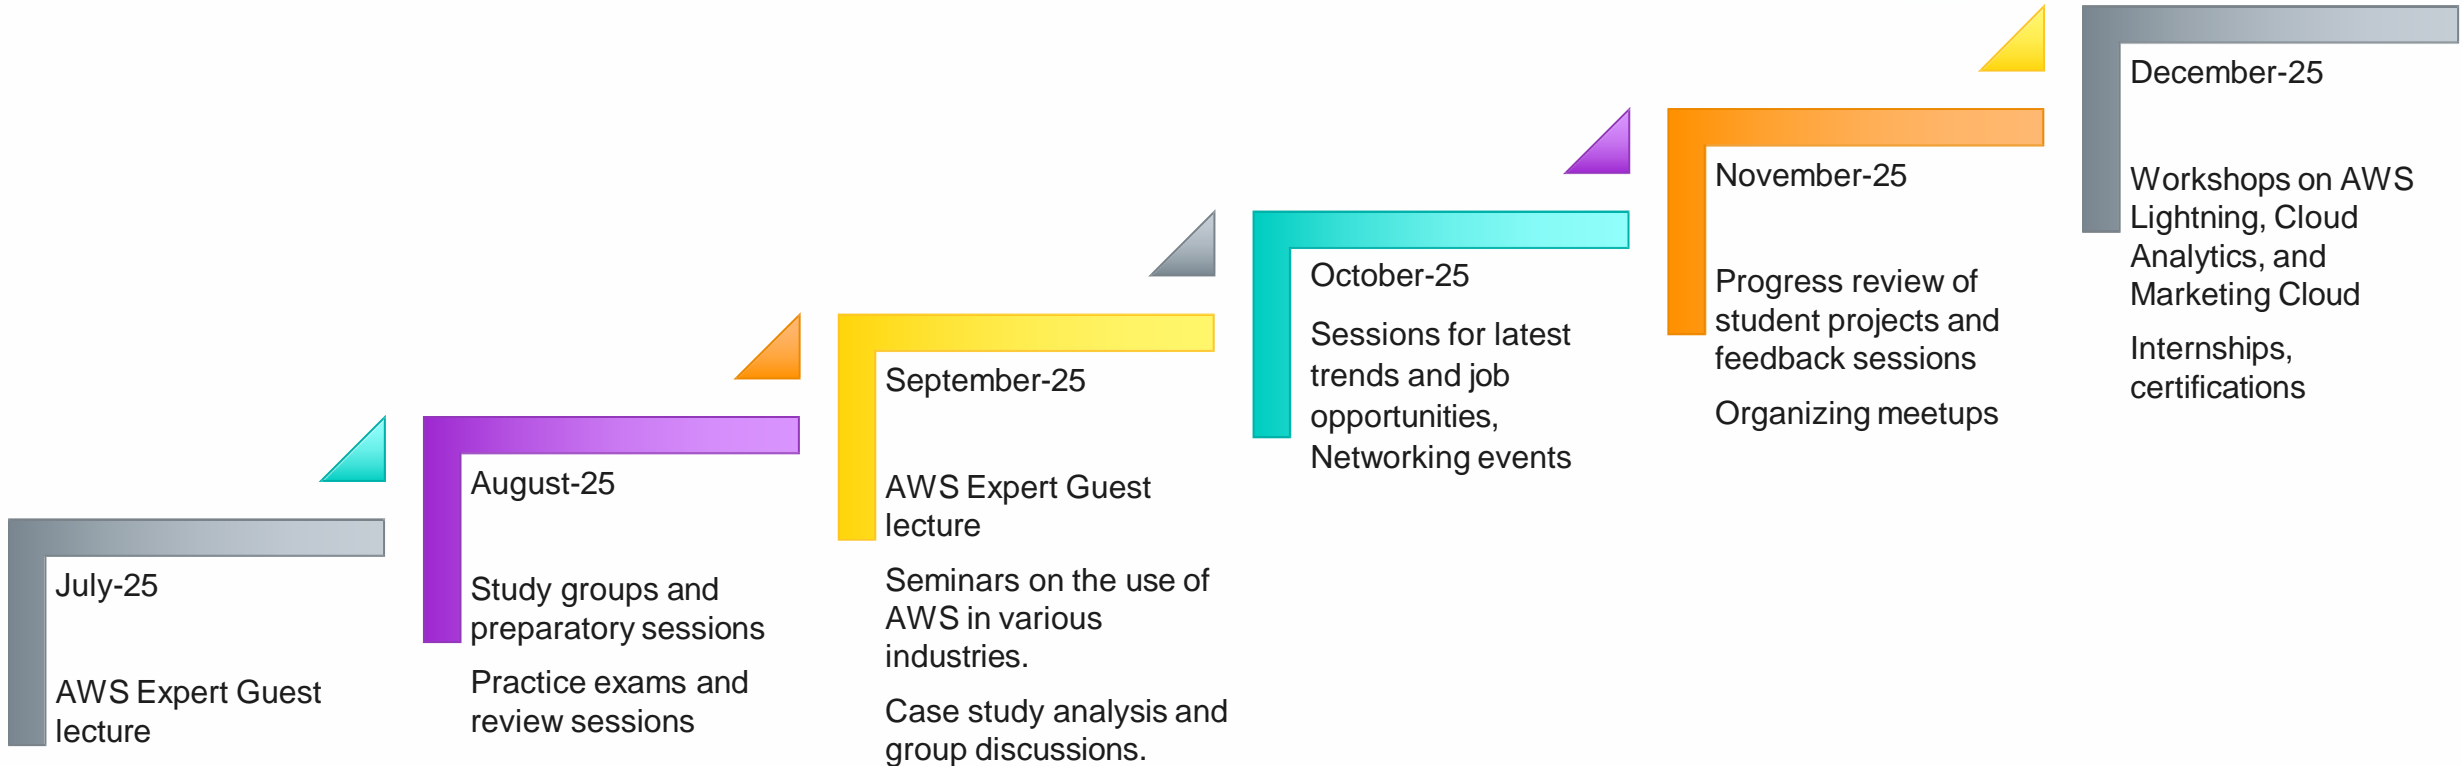 July-25
AWS Expert Guest
lecture
August-25
Study groups and
preparatory sessions
Practice exams and
review sessions
September-25
AWS Expert Guest
lecture
Seminars on the use of
AWS in various
industries.
Case study analysis and
group discussions.
October-25
Sessions for latest
trends and job
opportunities,
Networking events
November-25
Progress review of
student projects and
feedback sessions
Organizing meetups
December-25
Workshops on AWS
Lightning, Cloud
Analytics, and
Marketing Cloud
Internships,
certifications